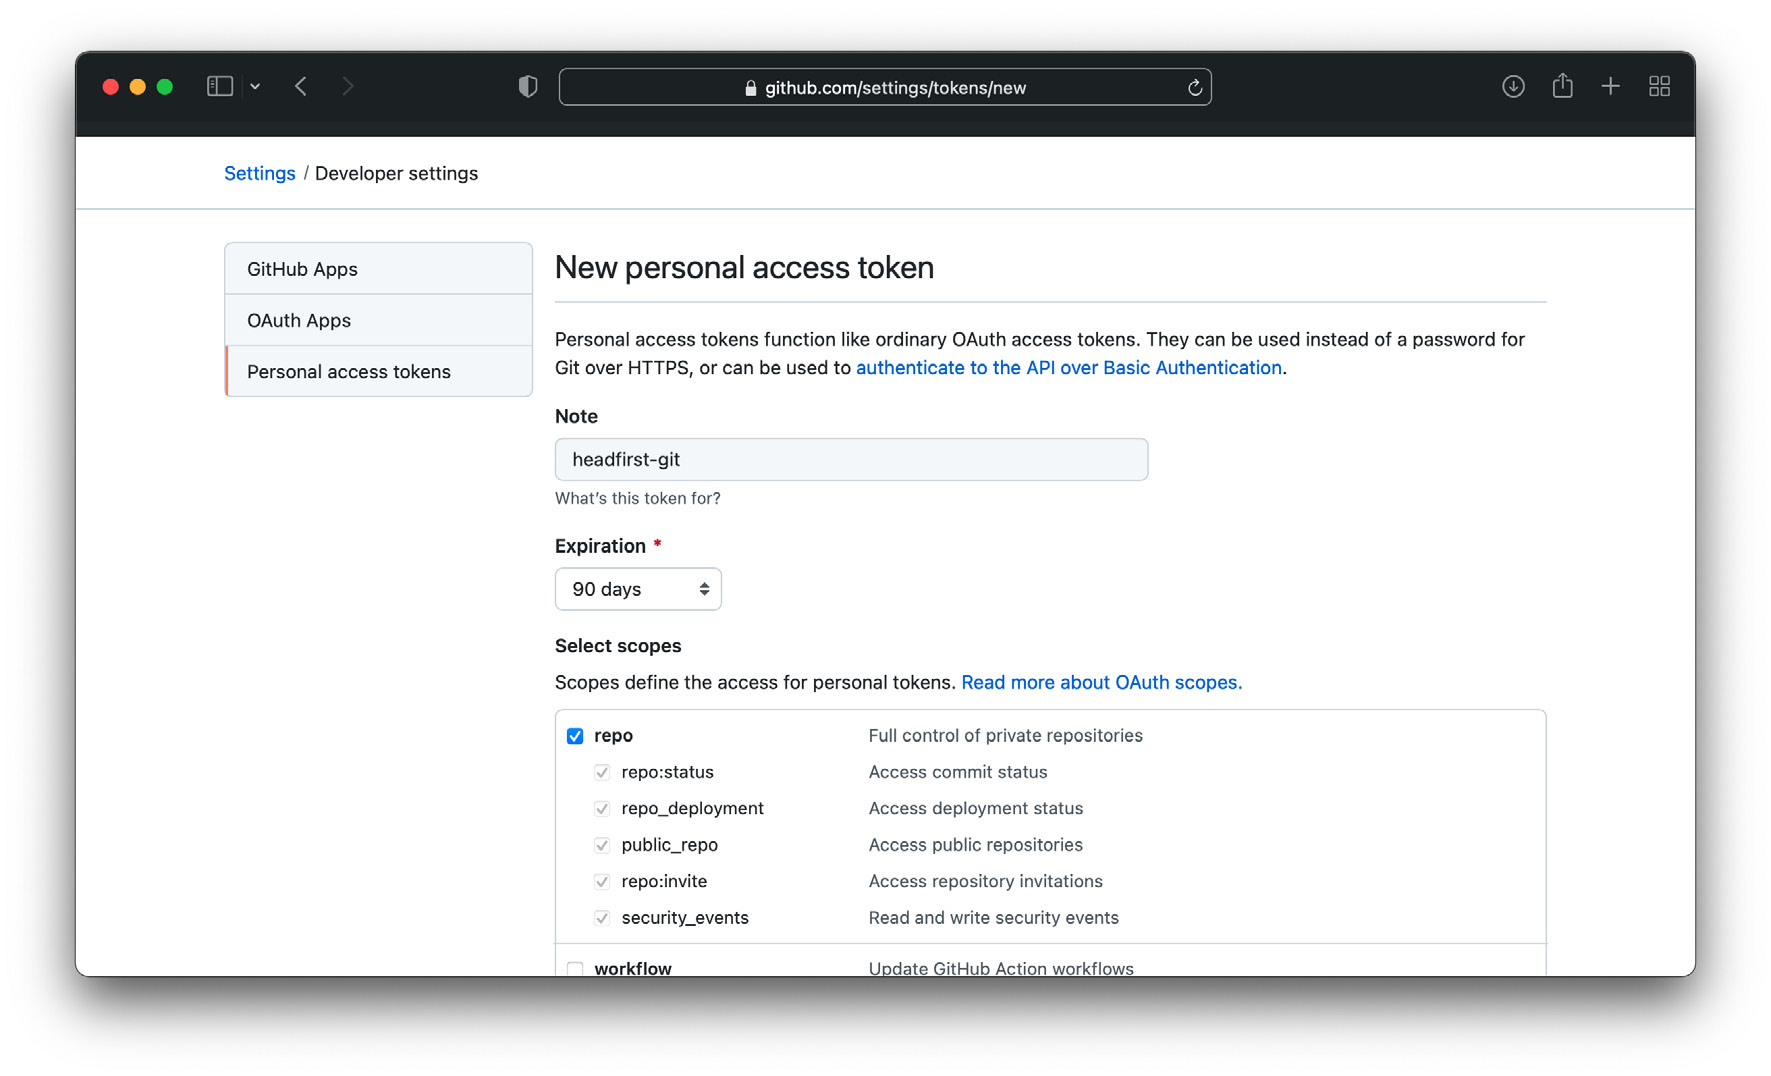 github.com/settings/tokens/new
Settings / Developer settings
GitHub Apps
OAuth Apps
Personal access tokens
New personal access token
Personal access tokens function like ordinary OAuth access tokens. They can be used instead of a password for
Git over HTTPS, or can be used to authenticate to the API over Basic Authentication.
Note
headfirst-git
What's this token for?
Expiration *
90 days
Select scopes
Scopes define the access for personal tokens. Read more about OAuth scopes.
repo Full control of private repositories
repo:status Access commit status
repo_deployment Access deployment status
public_repo Access public repositories
repo:invite Access repository invitations
security_events Read and write security events
workflow Update GitHub Action workflows